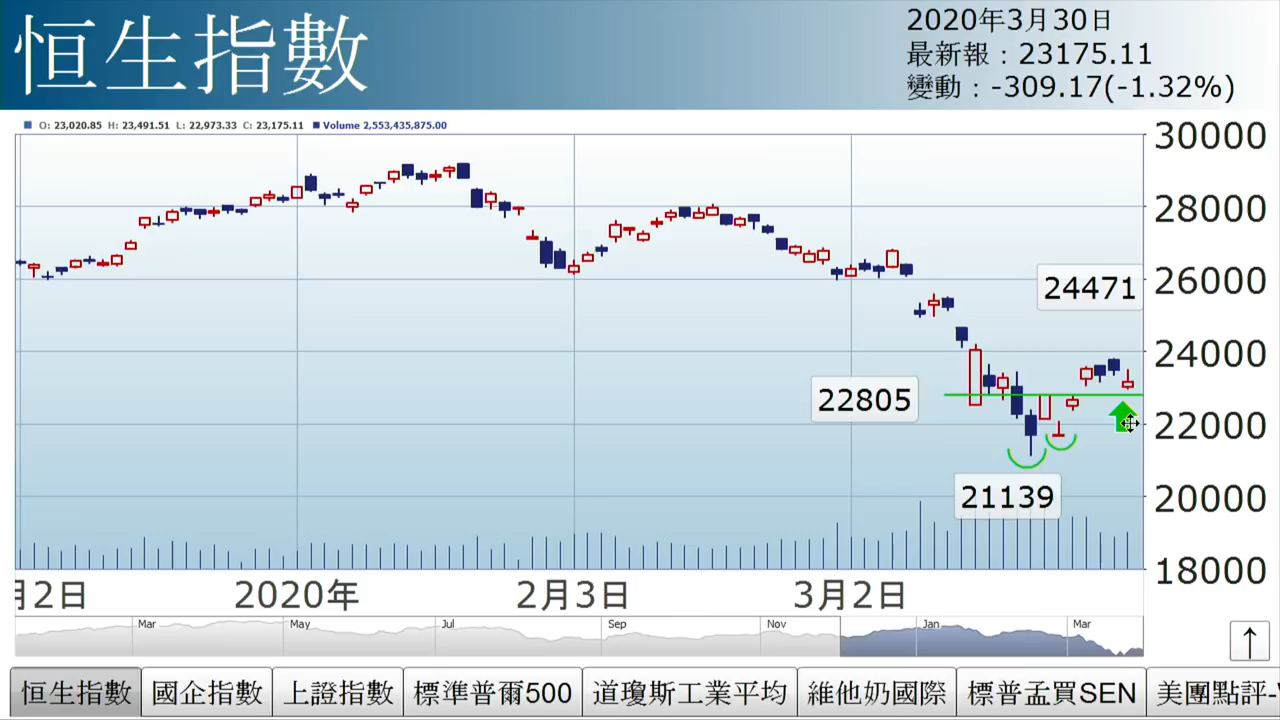 恒生指數
2020年3月30日
最新報：23175.11
變動：-309.17(-1.32%)
O: 23,020.85 H: 23,491.51 L: 22,973.33 C: 23,175.11 Volume 2,553,435,875.00
30000
28000
26000
24471
24000
22805
22000
21139
20000
18000
月2日 2020年 2月3日 3月2日
Mar May Jul Sep Nov Jan Mar
↑
恒生指數 國企指數 上證指數 標準普爾500 道瓊斯工業平均 維他奶國際 標普孟買SEN 美團點評-